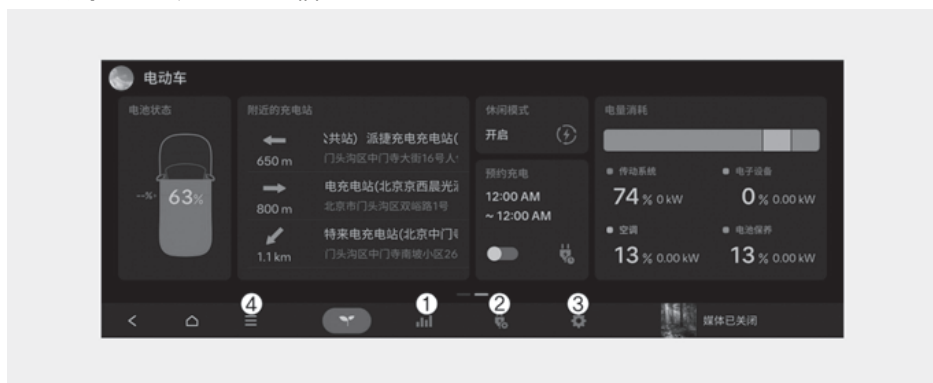 电动车
电池状态
--%
63%
附近的充电站
650 m
派捷充电充电站(
门头沟区中门寺大街16号人
800 m
电充电站(北京京西晨光
北京市门头沟区双峪路1号
1.1 km
特来电充电站(北京中门
门头沟区中门寺南坡小区26
休闲模式
开启
预约充电
12:00 AM
~ 12:00 AM
电量消耗
传动系统
74 % 0 kW
电子设备
0 % 0.00 kW
空调
13 % 0.00 kW
电池保养
13 % 0.00 kW
④
①
②
③
媒体已关闭